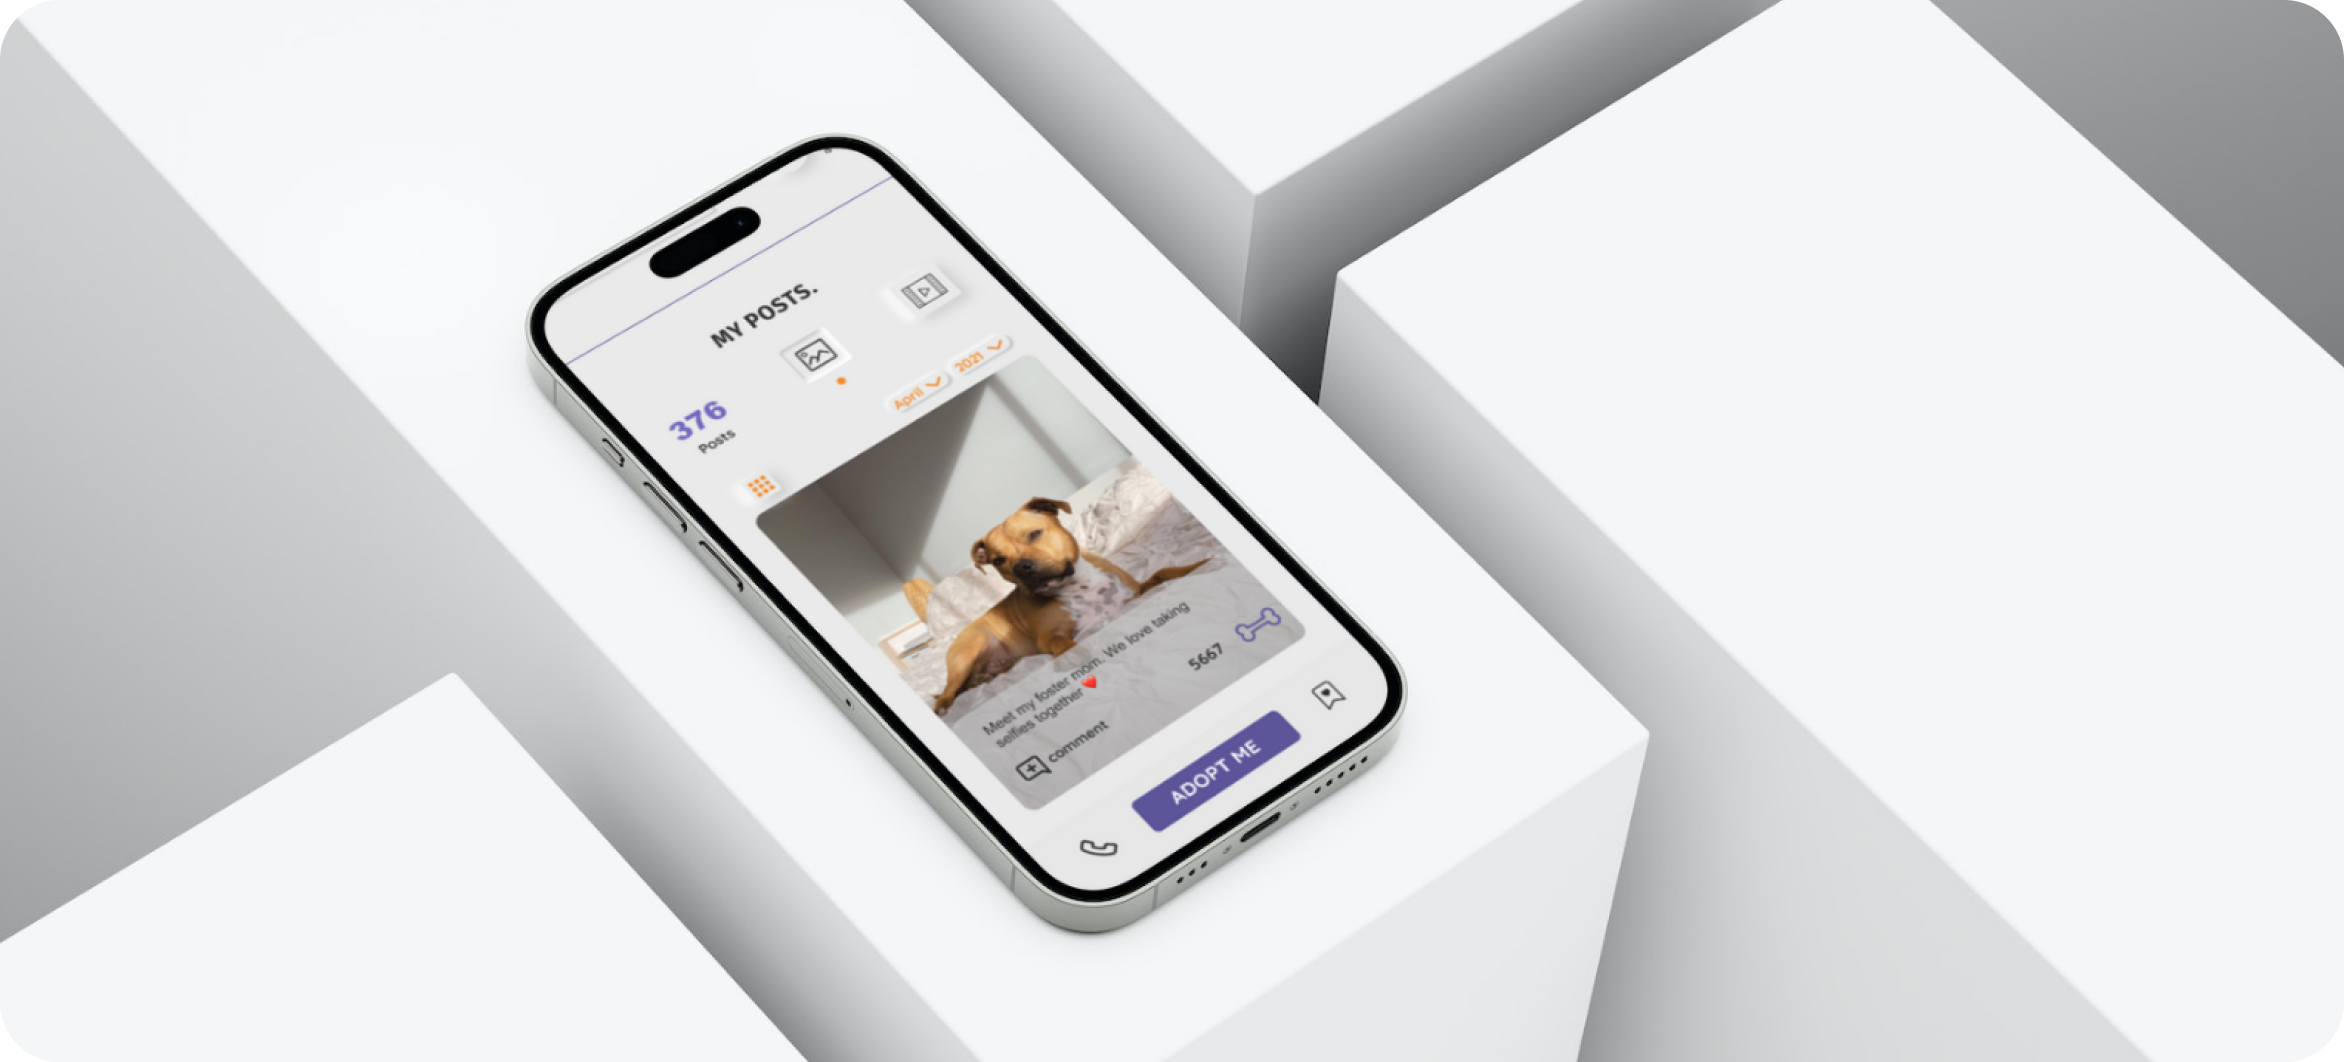 MY POSTS.
376
Posts
April
2021
Meet my foster mom. We love taking
selfies together❤️
5667
comment
ADOPT ME